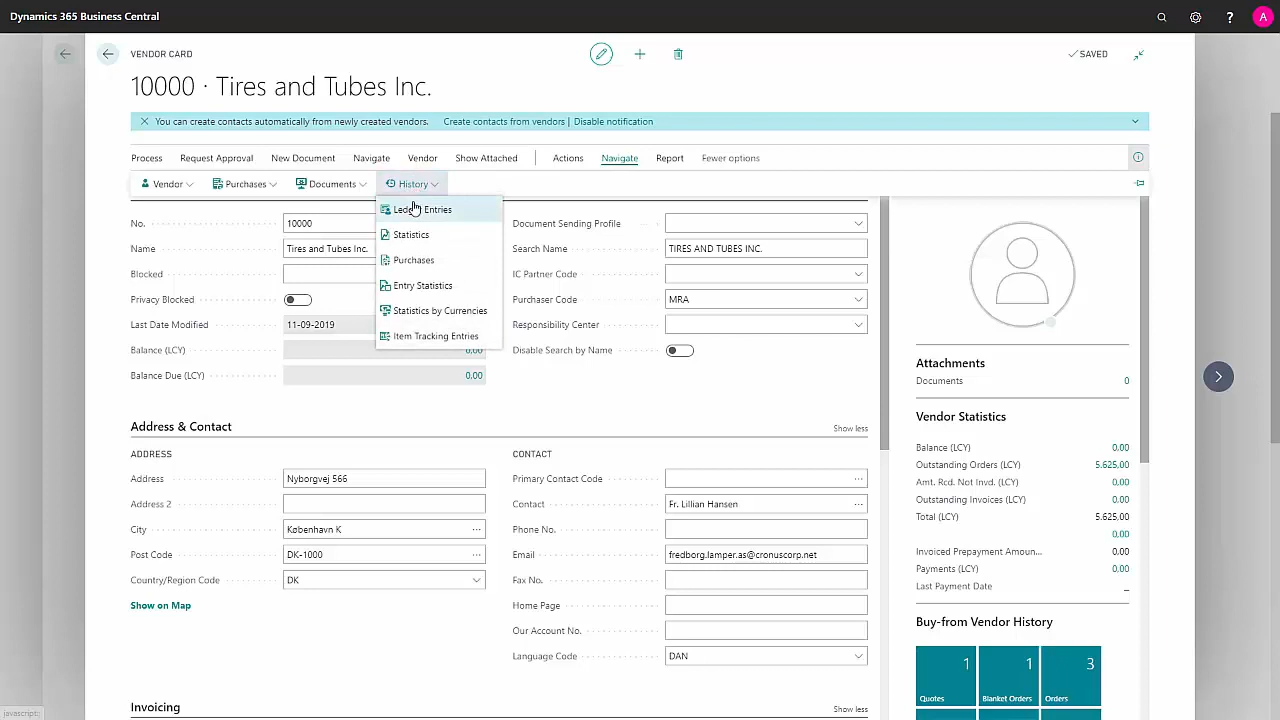 Dynamics 365 Business Central
?
A
VENDOR CARD
SAVED
10000 · Tires and Tubes Inc.
You can create contacts automatically from newly created vendors. Create contacts from vendors | Disable notification
Process Request Approval New Document Navigate Vendor Show Attached Actions Navigate Report Fewer options
Vendor Purchases Documents History
Ledger Entries
Statistics
Purchases
Entry Statistics
Statistics by Currencies
Item Tracking Entries
No. 10000
Name Tires and Tubes Inc.
Blocked
Privacy Blocked
Last Date Modified 11-09-2019
Balance (LCY) 0,00
Balance Due (LCY) 0,00
Document Sending Profile
Search Name TIRES AND TUBES INC.
IC Partner Code
Purchaser Code MRA
Responsibility Center
Disable Search by Name
Address & Contact Show less
ADDRESS
Address Nyborgvej 566
Address 2
City København K
Post Code DK-1000
Country/Region Code DK
Show on Map
CONTACT
Primary Contact Code
Contact Fr. Lillian Hansen
Phone No.
Email fredborg.lamper.as@cronuscorp.net
Fax No.
Home Page
Our Account No.
Language Code DAN
Invoicing Show less
Attachments
Documents 0
Vendor Statistics
Balance (LCY) 0,00
Outstanding Orders (LCY) 5.625,00
Amt. Rcd. Not Invd. (LCY) 0,00
Outstanding Invoices (LCY) 0,00
Total (LCY) 5.625,00
0,00
Invoiced Prepayment Amoun... 0,00
Payments (LCY) 0,00
Last Payment Date _
Buy-from Vendor History
1 Quotes
1 Blanket Orders
3 Orders
javascript:;